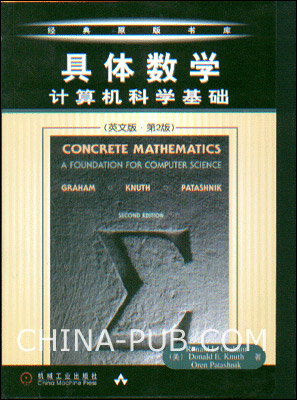 经典原版书库
具体数学
计算机科学基础
(英文版·第2版)
CONCRETE MATHEMATICS
A FOUNDATION FOR COMPUTER SCIENCE
GRAHAM KNUTH PATASHNIK
SECOND EDITION
CHINA-PUB.COM
(美) Donald E. Knuth 著
Oren Patashnik
机械工业出版社
China Machine Press